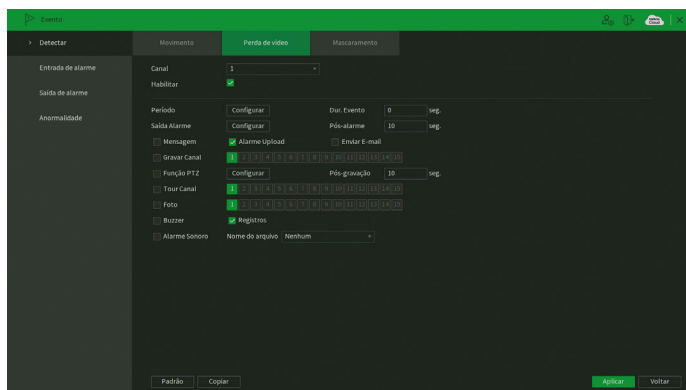 Evento
Detectar
Entrada de alarme
Saída de alarme
Anormalidade
Movimento Perda de vídeo Mascaramento
Canal 1
Habilitar
Período Configurar Dur. Evento 0 seg.
Saída Alarme Configurar Pós-alarme 10 seg.
Mensagem Alarme Upload Enviar E-mail
Gravar Canal 1 2 3 4 5 6 7 8 9 10 11 12 13 14 15
Função PTZ Configurar Pós-gravação 10 seg.
Tour Canal 1 2 3 4 5 6 7 8 9 10 11 12 13 14 15
Foto 1 2 3 4 5 6 7 8 9 10 11 12 13 14 15
Buzzer Registros
Alarme Sonoro Nome do arquivo Nenhum
Padrão Copiar Aplicar Voltar